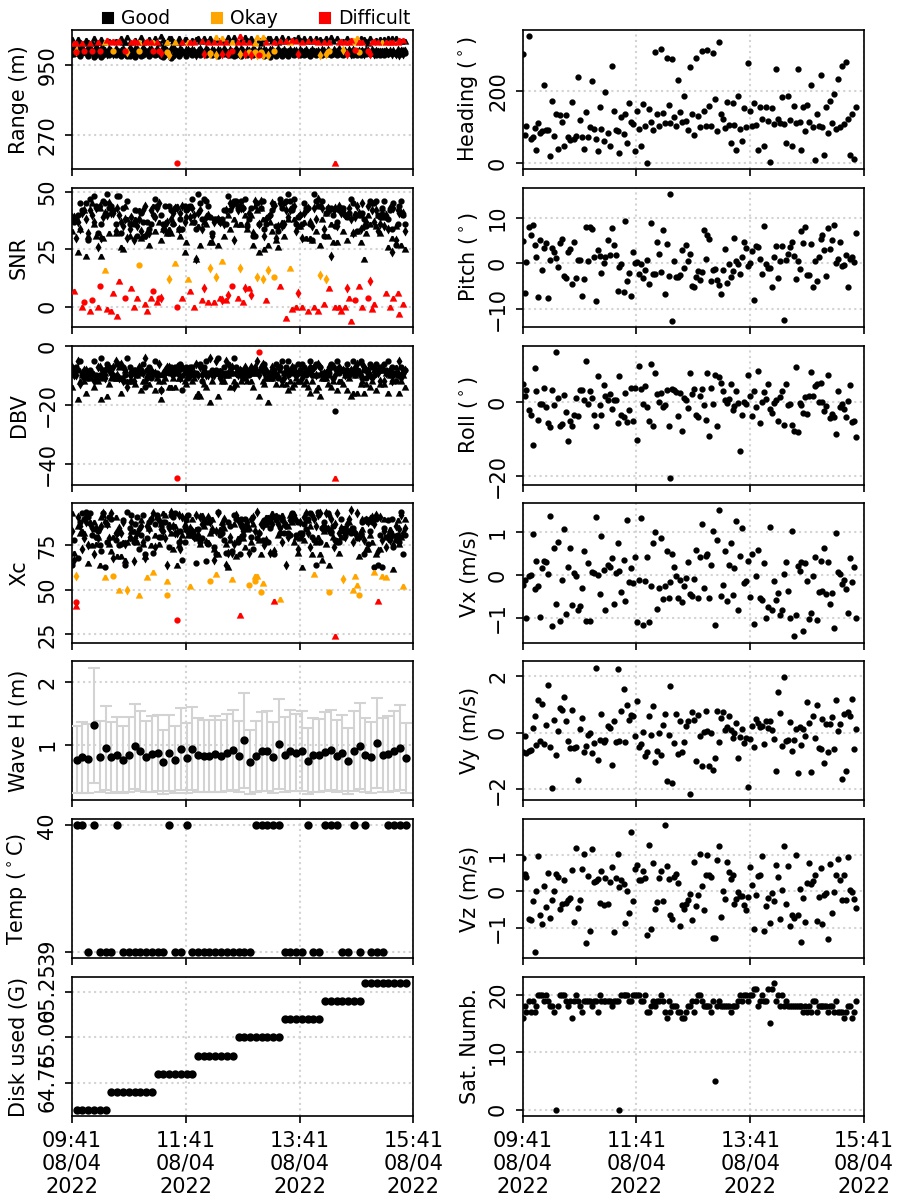 Good Okay Difficult
Range (m)
950
270
Heading (°)
200
0
SNR
50
25
0
Pitch (°)
10
0
−10
DBV
0
−20
−40
Roll (°)
0
−20
Xc
75
50
25
Vx (m/s)
1
0
−1
Wave H (m)
2
1
Vy (m/s)
2
0
−2
Temp (°C)
40
39
Vz (m/s)
1
0
−1
Disk used (G)
65.25
65.00
64.75
Sat. Numb.
20
10
0
09:41 11:41 13:41 15:41
08/04 08/04 08/04 08/04
2022 2022 2022 2022
09:41 11:41 13:41 15:41
08/04 08/04 08/04 08/04
2022 2022 2022 2022